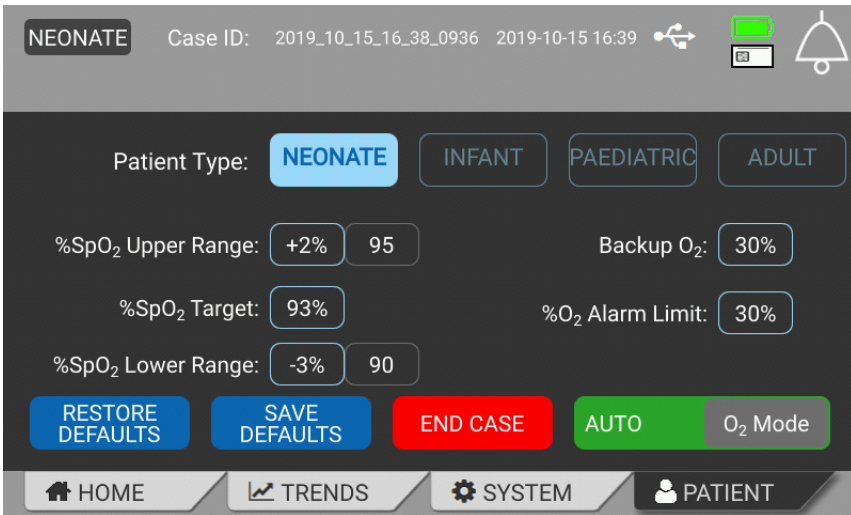 NEONATE Case ID: 2019_10_15_16_38_0936 2019-10-15 16:39
Patient Type: NEONATE INFANT PAEDIATRIC ADULT
%SpO₂ Upper Range: +2% 95 Backup O₂: 30%
%SpO₂ Target: 93% %O₂ Alarm Limit: 30%
%SpO₂ Lower Range: -3% 90
RESTORE DEFAULTS SAVE DEFAULTS END CASE AUTO O₂ Mode
HOME TRENDS SYSTEM PATIENT